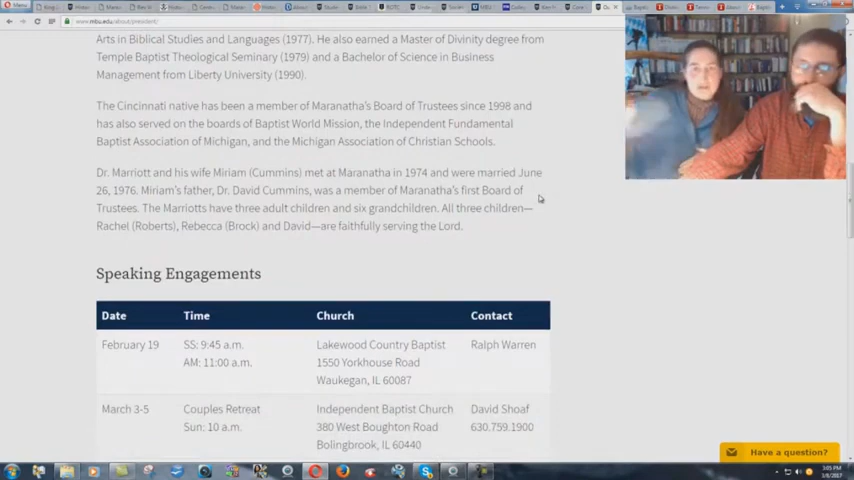 Menu
www.mbu.edu/about/president/
Arts in Biblical Studies and Languages (1977). He also earned a Master of Divinity degree from
Temple Baptist Theological Seminary (1979) and a Bachelor of Science in Business
Management from Liberty University (1990).
The Cincinnati native has been a member of Maranatha's Board of Trustees since 1998 and
has also served on the boards of Baptist World Mission, the Independent Fundamental
Baptist Association of Michigan, and the Michigan Association of Christian Schools.
Dr. Marriott and his wife Miriam (Cummins) met at Maranatha in 1974 and were married June
26, 1976. Miriam's father, Dr. David Cummins, was a member of Maranatha's first Board of
Trustees. The Marriotts have three adult children and six grandchildren. All three children—
Rachel (Roberts), Rebecca (Brock) and David—are faithfully serving the Lord.
Speaking Engagements
Date Time Church Contact
February 19 SS: 9:45 a.m. Lakewood Country Baptist Ralph Warren
AM: 11:00 a.m. 1550 Yorkhouse Road
Waukegan, IL 60087
March 3-5 Couples Retreat Independent Baptist Church David Shoaf
Sun: 10 a.m. 380 West Boughton Road 630.759.1900
Bolingbrook, IL 60440
Have a question?
3:05 PM